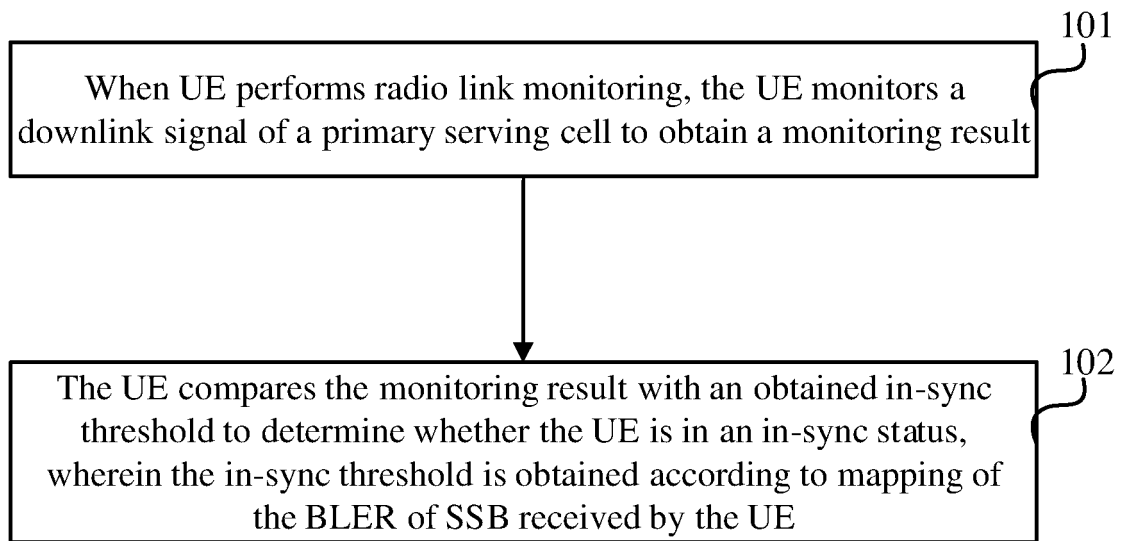 101
When UE performs radio link monitoring, the UE monitors a
downlink signal of a primary serving cell to obtain a monitoring result
102
The UE compares the monitoring result with an obtained in-sync
threshold to determine whether the UE is in an in-sync status,
wherein the in-sync threshold is obtained according to mapping of
the BLER of SSB received by the UE